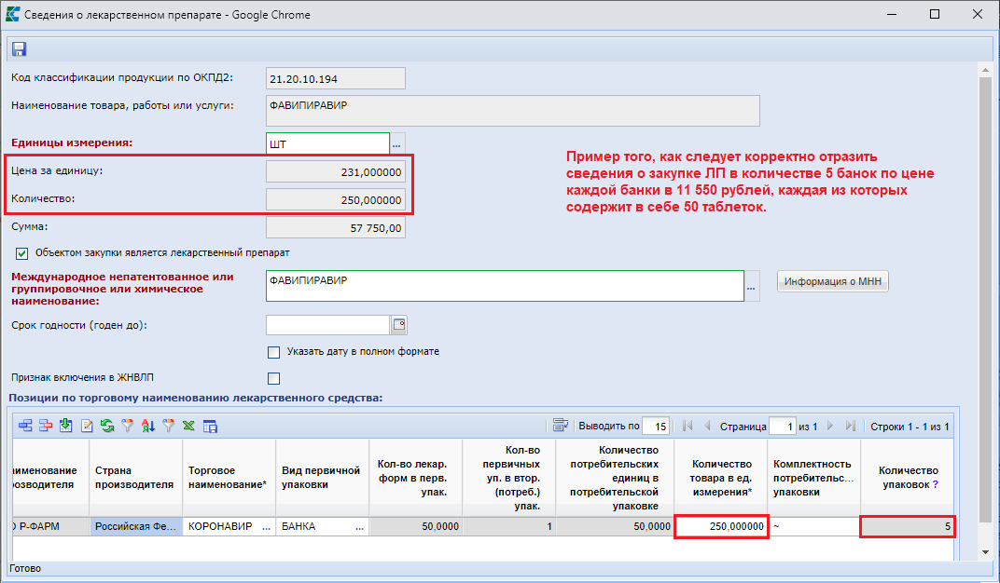 Сведения о лекарственном препарате - Google Chrome
Код классификации продукции по ОКПД2:
21.20.10.194
Наименование товара, работы или услуги:
ФАВИПИРАВИР
Единицы измерения:
ШТ
...
Цена за единицу:
231,000000
Количество:
250,000000
Сумма:
57 750,00
Пример того, как следует корректно отразить
сведения о закупке ЛП в количестве 5 банок по цене
каждой банки в 11 550 рублей, каждая из которых
содержит в себе 50 таблеток.
Объектом закупки является лекарственный препарат
Международное непатентованное или
группировочное или химическое
наименование:
ФАВИПИРАВИР
...
Информация о МНН
Срок годности (годен до):
Указать дату в полном формате
Признак включения в ЖНВЛП
Позиции по торговому наименованию лекарственного средства:
Выводить по 15
Страница 1 из 1
Строки 1 - 1 из 1
именование
оизводителя
Страна
производителя
Торговое
наименование*
Вид первичной
упаковки
Кол-во лекар.
форм в перв.
упак.
Кол-во
первичных
уп. в втор.
(потреб.)
упак.
Количество
потребительских
единиц в
потребительской
упаковке
Количество
товара в ед.
измерения*
Комплектность
потребительс...
упаковки
Количество
упаковок ?
О Р-ФАРМ
Российская Фе...
КОРОНАВИР ...
БАНКА ...
50,0000
1
50,0000
250,000000
~
5
Готово